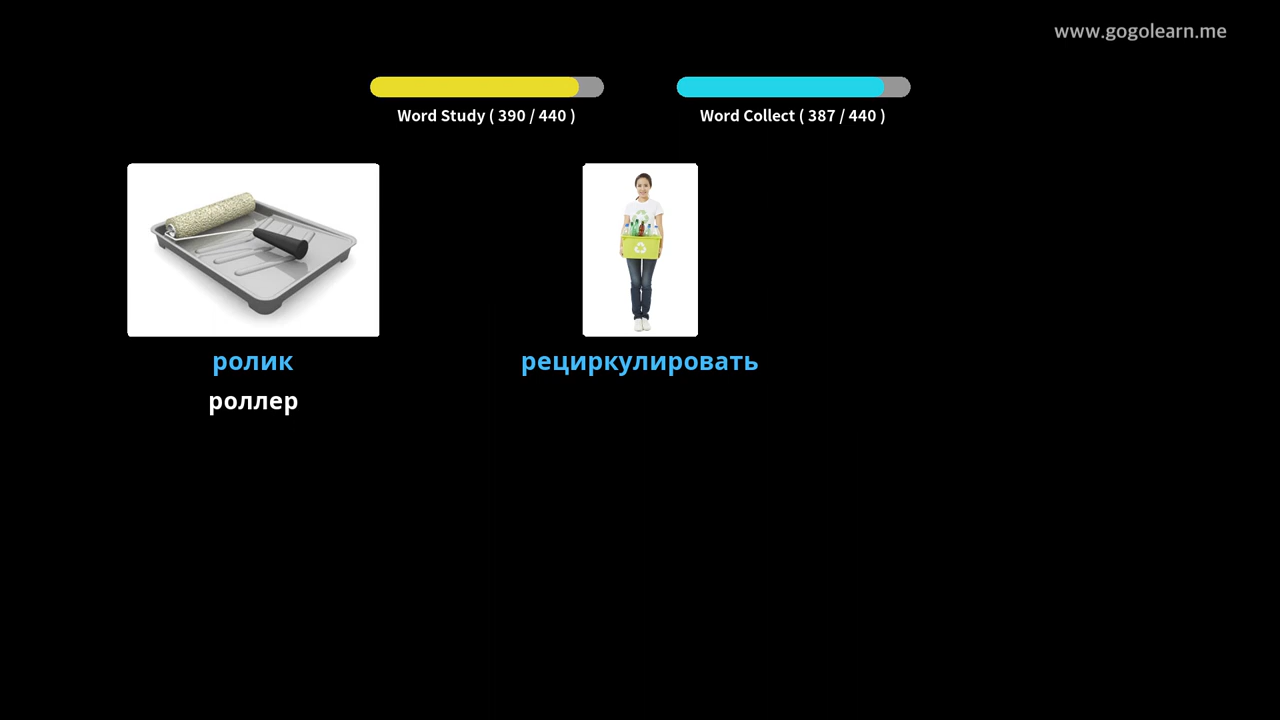 www.gogolearn.me
Word Study ( 390 / 440 )
Word Collect ( 387 / 440 )
ролик
роллер
рециркулировать